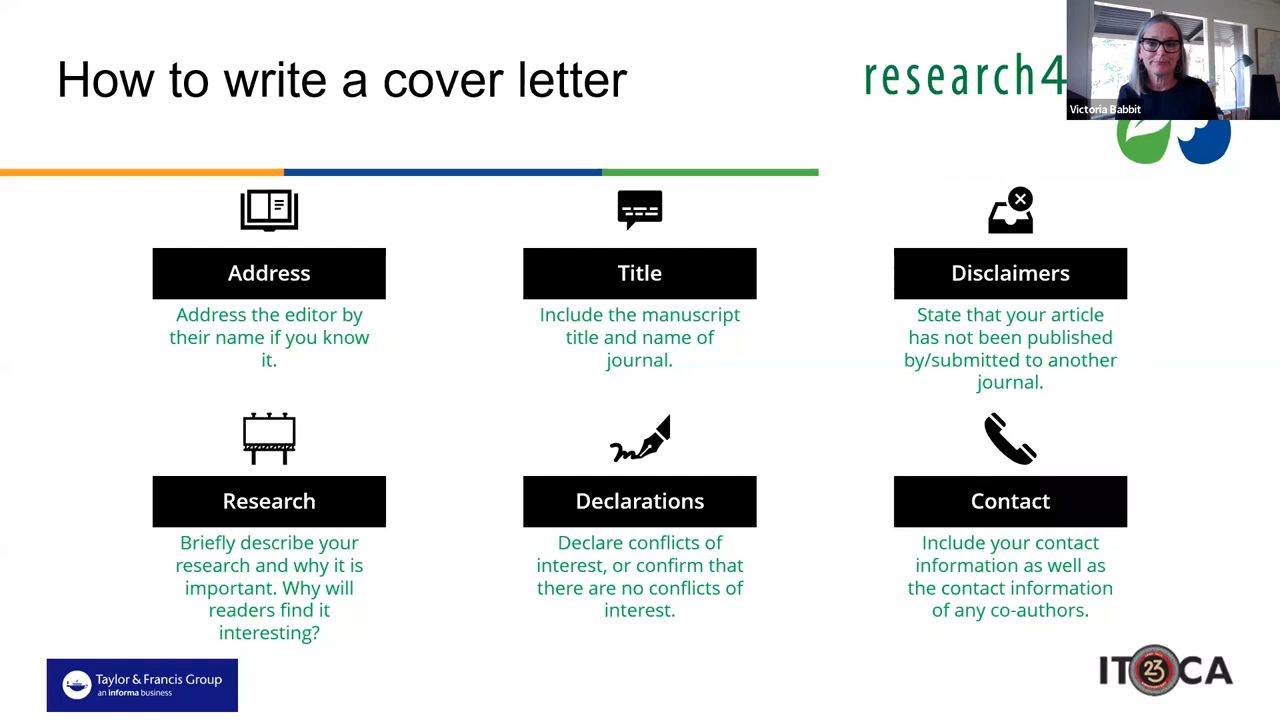 How to write a cover letter
research4
Victoria Babbit
Address
Address the editor by
their name if you know
it.
Title
Include the manuscript
title and name of
journal.
Disclaimers
State that your article
has not been published
by/submitted to another
journal.
Research
Briefly describe your
research and why it is
important. Why will
readers find it
interesting?
Declarations
Declare conflicts of
interest, or confirm that
there are no conflicts of
interest.
Contact
Include your contact
information as well as
the contact information
of any co-authors.
Taylor & Francis Group
an informa business
ITOCA
23